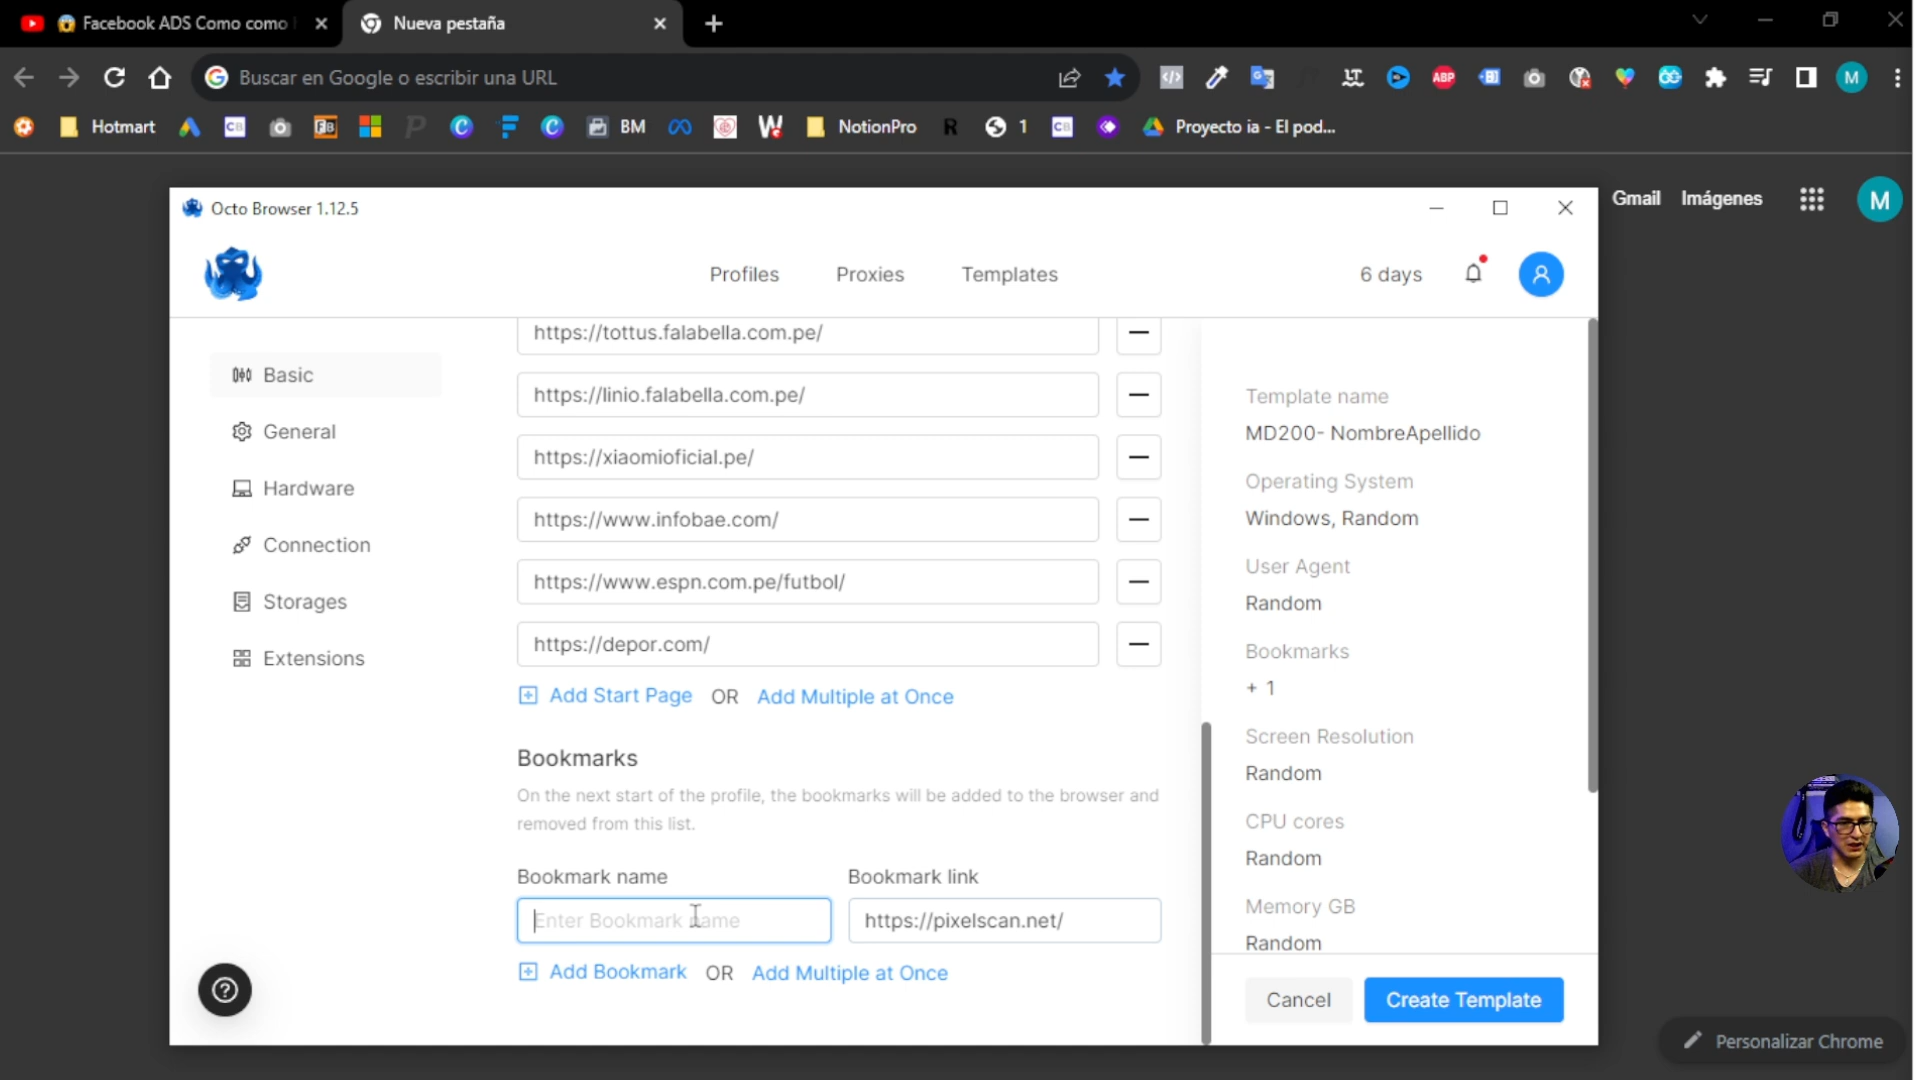 Facebook ADS Como como
Nueva pestaña
Buscar en Google o escribir una URL
ABP
M
Hotmart
CB
FB
BM
W
NotionPro
R
1
CB
Proyecto ia - El pod...
Octo Browser 1.12.5
Gmail
Imágenes
M
Profiles
Proxies
Templates
6 days
Basic
General
Hardware
Connection
Storages
Extensions
https://tottus.falabella.com.pe/
https://linio.falabella.com.pe/
https://xiaomioficial.pe/
https://www.infobae.com/
https://www.espn.com.pe/futbol/
https://depor.com/
Add Start Page OR Add Multiple at Once
Bookmarks
On the next start of the profile, the bookmarks will be added to the browser and
removed from this list.
Bookmark name
Bookmark link
Enter Bookmark name
https://pixelscan.net/
Add Bookmark OR Add Multiple at Once
Template name
MD200- NombreApellido
Operating System
Windows, Random
User Agent
Random
Bookmarks
+ 1
Screen Resolution
Random
CPU cores
Random
Memory GB
Random
Cancel
Create Template
Personalizar Chrome